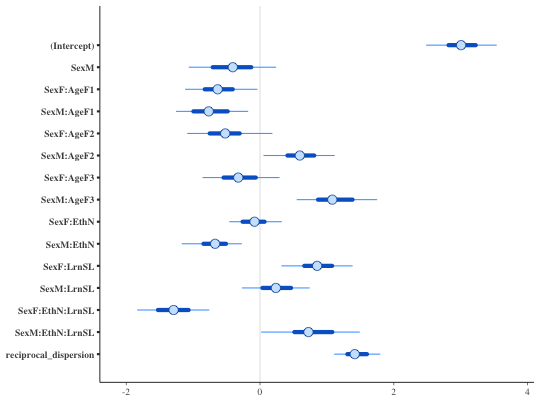 (Intercept)
SexM
SexF:AgeF1
SexM:AgeF1
SexF:AgeF2
SexM:AgeF2
SexF:AgeF3
SexM:AgeF3
SexF:EthN
SexM:EthN
SexF:LrnSL
SexM:LrnSL
SexF:EthN:LrnSL
SexM:EthN:LrnSL
reciprocal_dispersion
-2 0 2 4